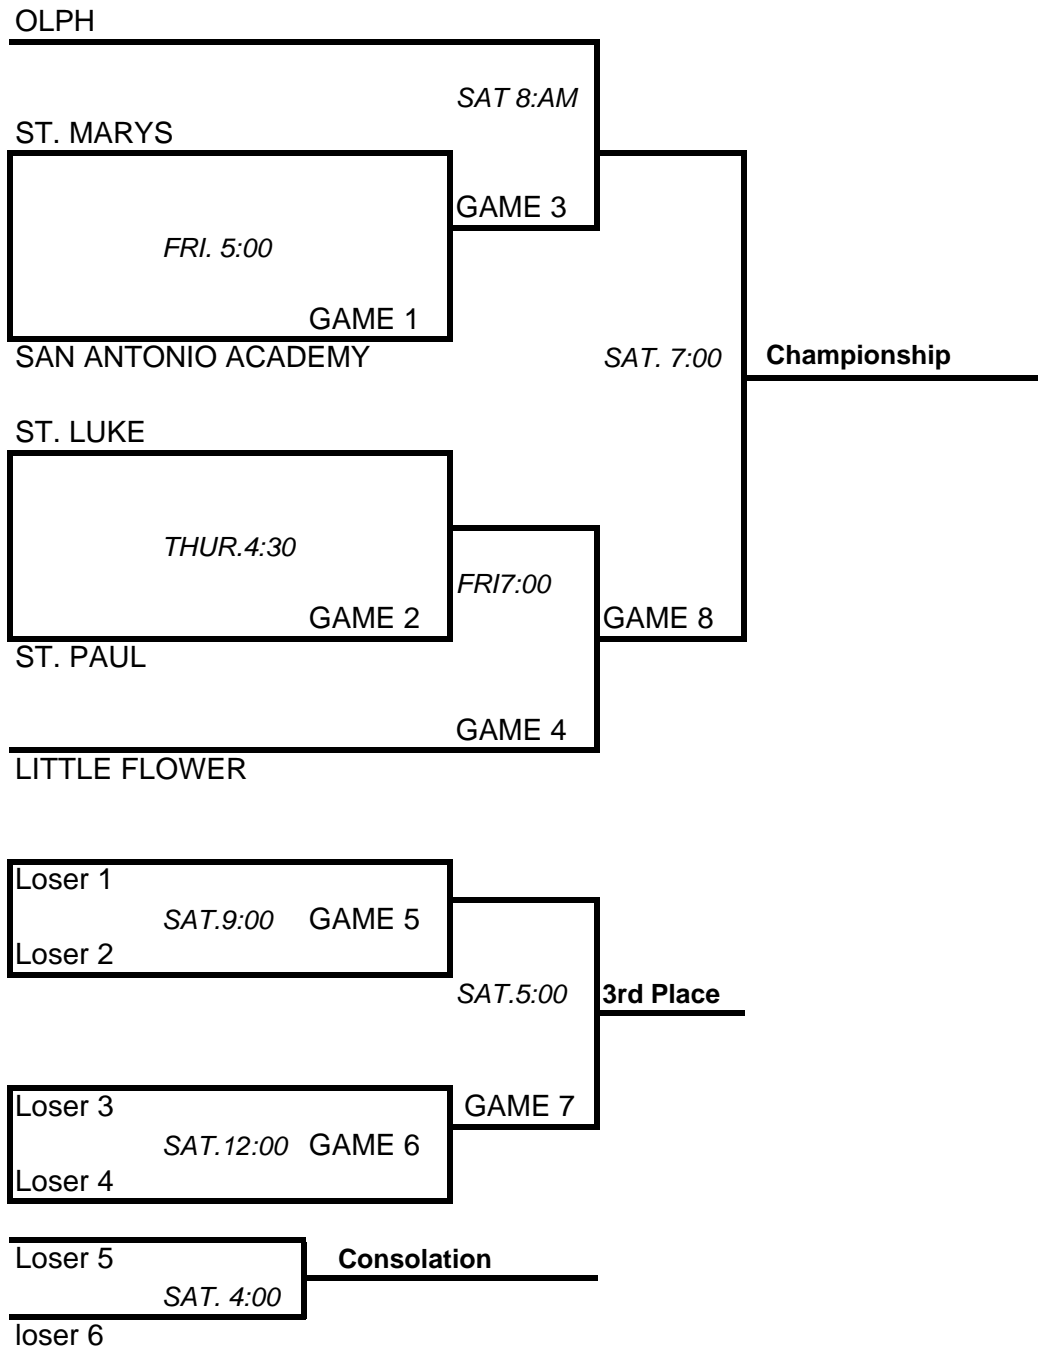 OLPH
SAT 8:AM
ST. MARYS
GAME 3
FRI. 5:00
GAME 1
SAN ANTONIO ACADEMY
SAT. 7:00
Championship
ST. LUKE
THUR.4:30
FRI7:00
GAME 2
GAME 8
ST. PAUL
GAME 4
LITTLE FLOWER
Loser 1
SAT.9:00
GAME 5
Loser 2
SAT.5:00
3rd Place
Loser 3
GAME 7
SAT.12:00
GAME 6
Loser 4
Loser 5
Consolation
SAT. 4:00
loser 6